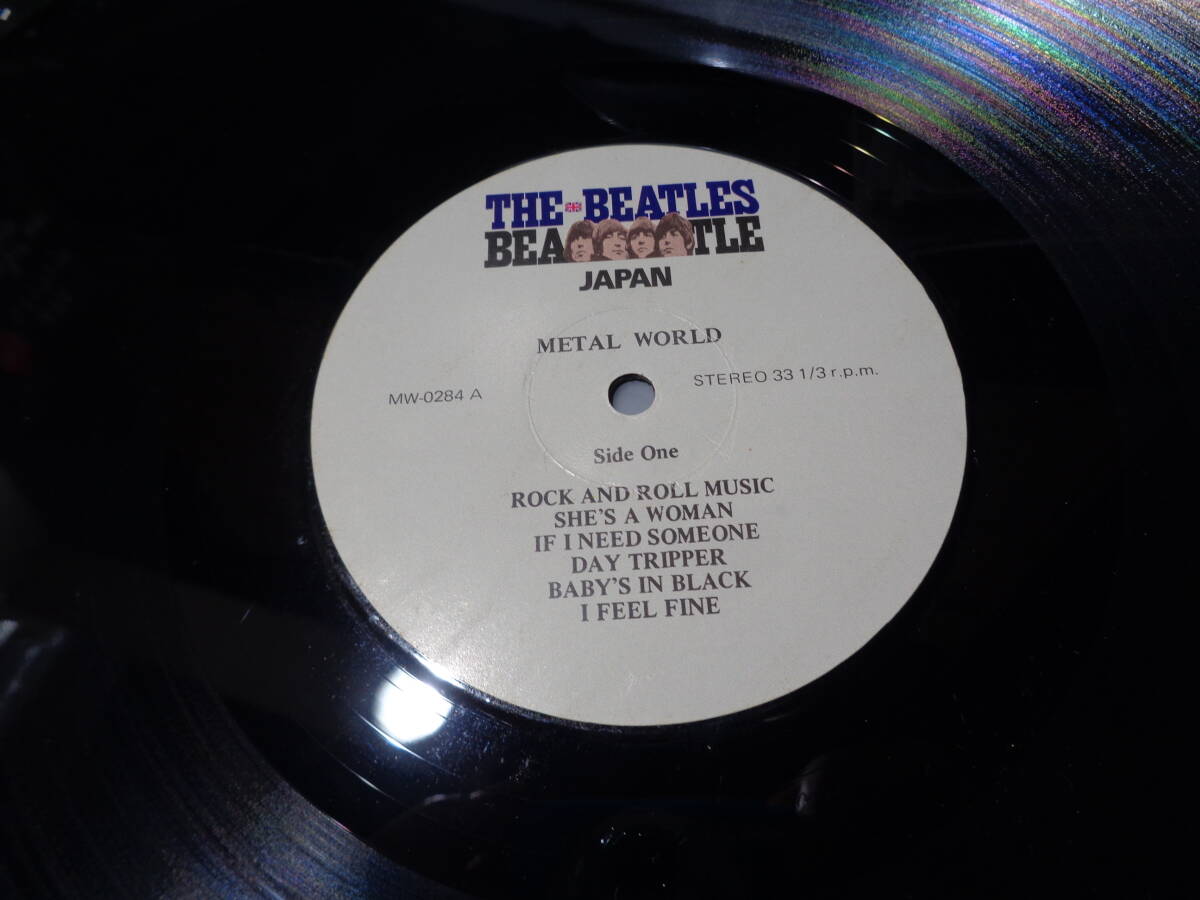 THE BEATLES
BEA TLE
JAPAN
METAL WORLD
MW-0284 A
STEREO 33 1/3 r.p.m.
Side One
ROCK AND ROLL MUSIC
SHE'S A WOMAN
IF I NEED SOMEONE
DAY TRIPPER
BABY'S IN BLACK
I FEEL FINE